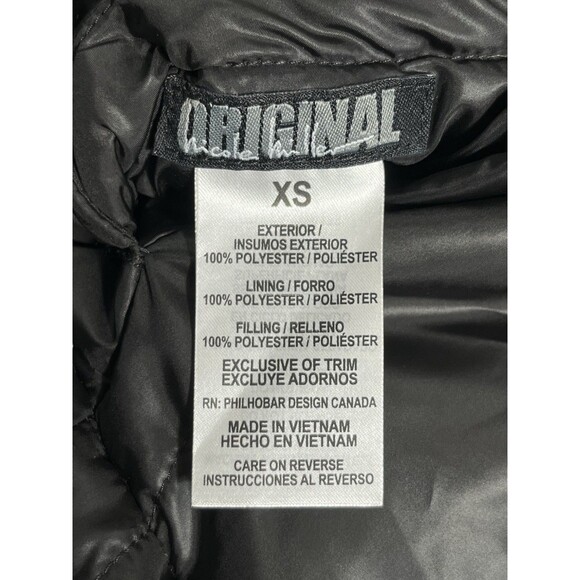 ORIGINAL
Nicole Miller
XS
EXTERIOR /
INSUMOS EXTERIOR
100% POLYESTER / POLIÉSTER
LINING / FORRO
100% POLYESTER / POLIÉSTER
FILLING / RELLENO
100% POLYESTER / POLIÉSTER
EXCLUSIVE OF TRIM
EXCLUYE ADORNOS
RN: PHILHOBAR DESIGN CANADA
MADE IN VIETNAM
HECHO EN VIETNAM
CARE ON REVERSE
INSTRUCCIONES AL REVERSO